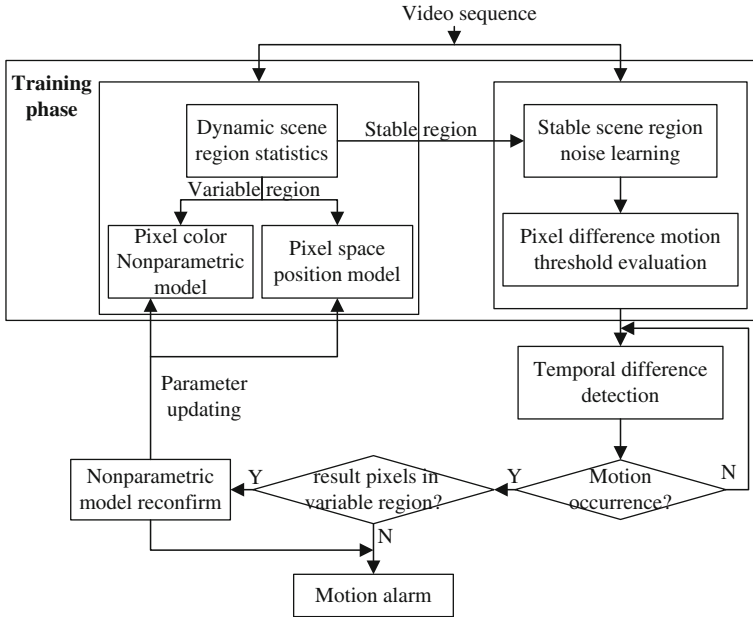 Video sequence
Training
phase
Dynamic scene
region statistics
Stable region
Stable scene region
noise learning
Variable region
Pixel color
Nonparametric
model
Pixel space
position model
Pixel difference motion
threshold evaluation
Parameter
updating
Temporal difference
detection
Nonparametric
model reconfirm
Y
result pixels in
variable region?
Y
Motion
occurrence?
N
N
Motion alarm